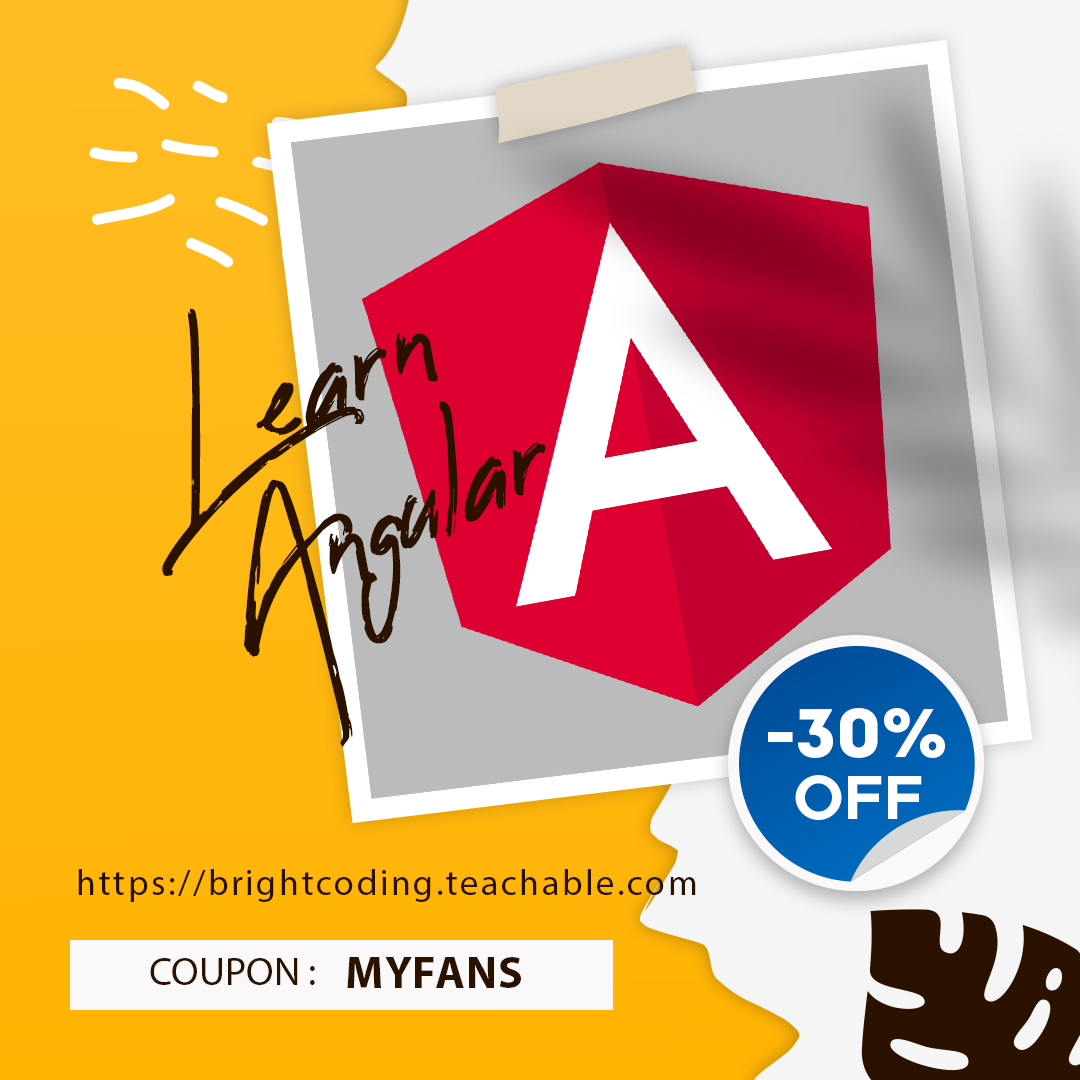 Learn
Angular
A
-30%
OFF
https://brightcoding.teachable.com
COUPON : MYFANS